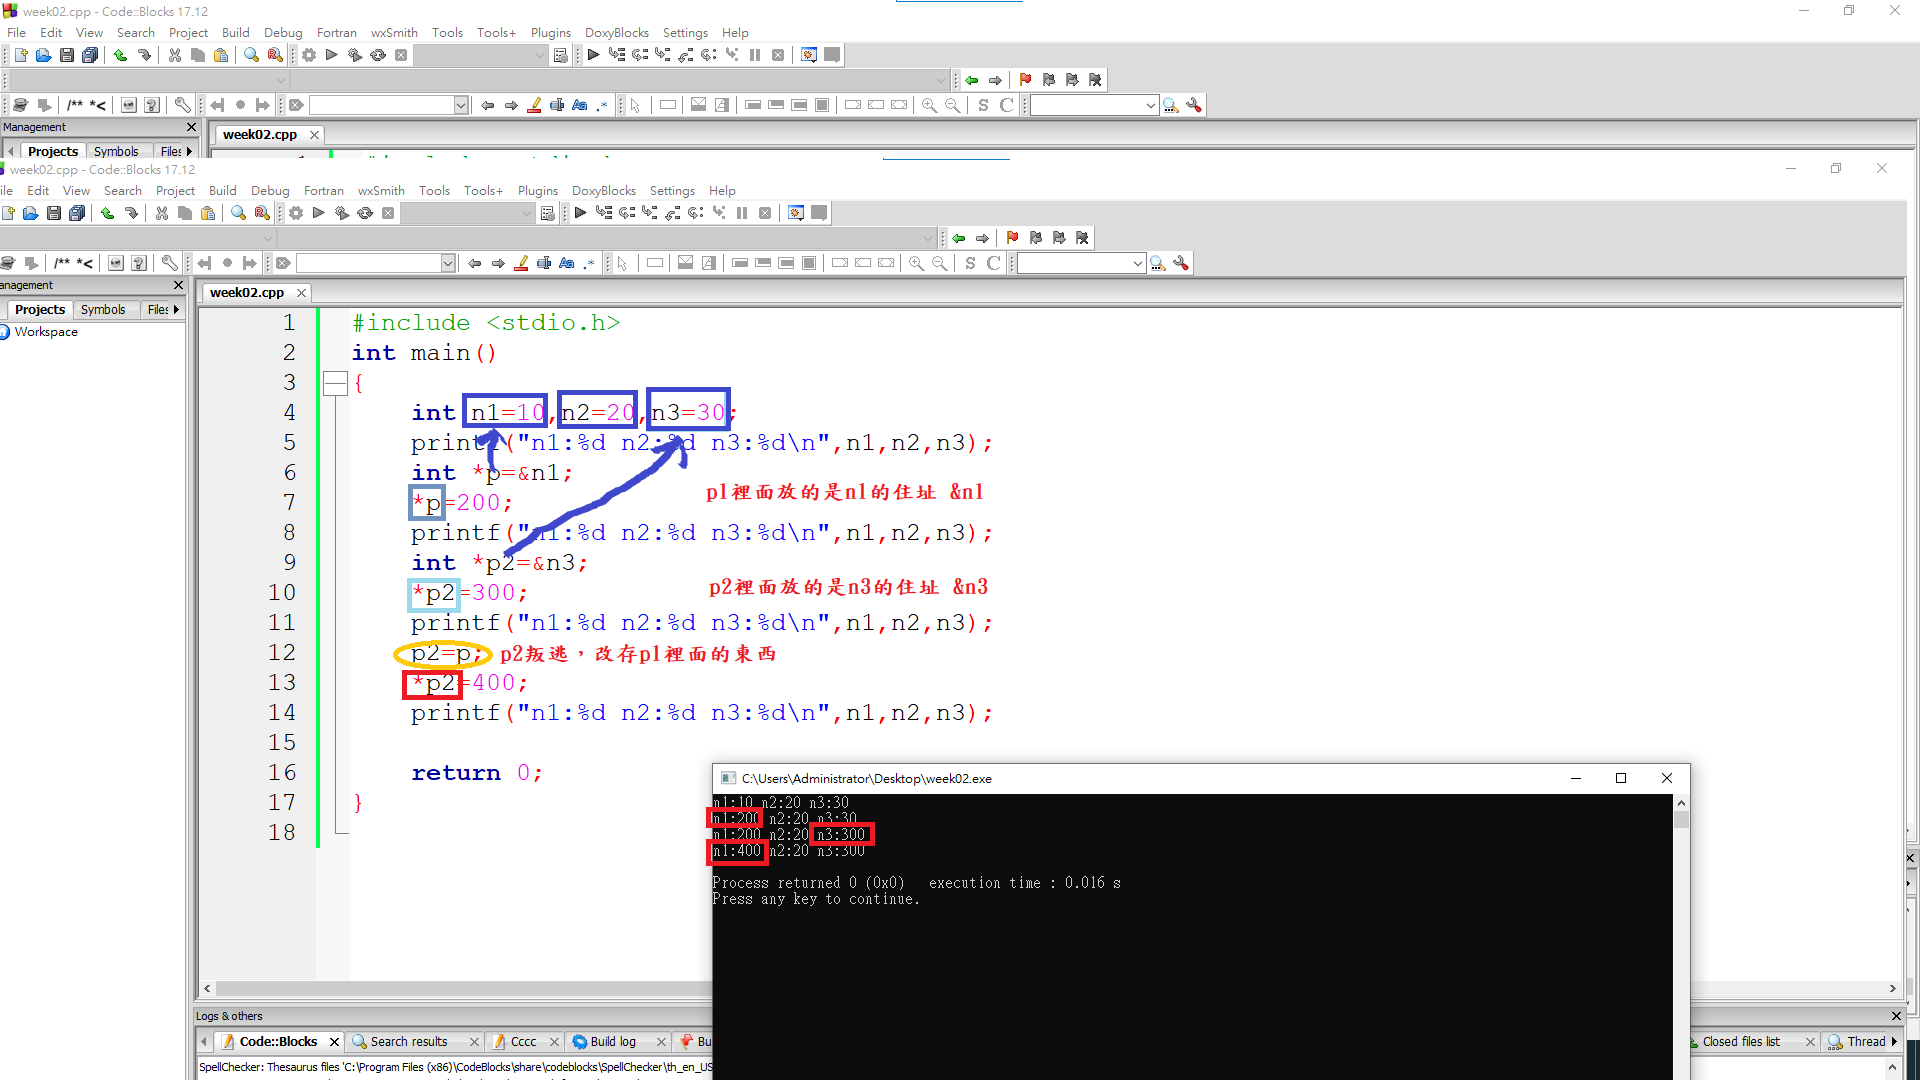 week02.cpp - Code::Blocks 17.12
File Edit View Search Project Build Debug Fortran wxSmith Tools Tools+ Plugins DoxyBlocks Settings Help
/** *<
S C
Management
week02.cpp
Projects Symbols Files
week02.cpp - Code::Blocks 17.12
ile Edit View Search Project Build Debug Fortran wxSmith Tools Tools+ Plugins DoxyBlocks Settings Help
/** *<
S C
anagement
week02.cpp
Projects Symbols Files
Workspace
1 #include <stdio.h>
2 int main()
3 {
4 int n1=10,n2=20,n3=30;
5 printf("n1:%d n2:%d n3:%d\n",n1,n2,n3);
6 int *p=&n1;
7 *p=200;
p1裡面放的是n1的住址 &n1
8 printf("n1:%d n2:%d n3:%d\n",n1,n2,n3);
9 int *p2=&n3;
10 *p2=300;
p2裡面放的是n3的住址 &n3
11 printf("n1:%d n2:%d n3:%d\n",n1,n2,n3);
12 p2=p; p2叛逃，改存p1裡面的東西
13 *p2=400;
14 printf("n1:%d n2:%d n3:%d\n",n1,n2,n3);
15
16 return 0;
17 }
18
C:\Users\Administrator\Desktop\week02.exe
n1:10 n2:20 n3:30
n1:200 n2:20 n3:30
n1:200 n2:20 n3:300
n1:400 n2:20 n3:300
Process returned 0 (0x0) execution time : 0.016 s
Press any key to continue.
Logs & others
Code::Blocks Search results Cccc Build log Bu
Closed files list Thread
SpellChecker: Thesaurus files 'C:\Program Files (x86)\CodeBlocks\share\codeblocks\SpellChecker\th_en_US